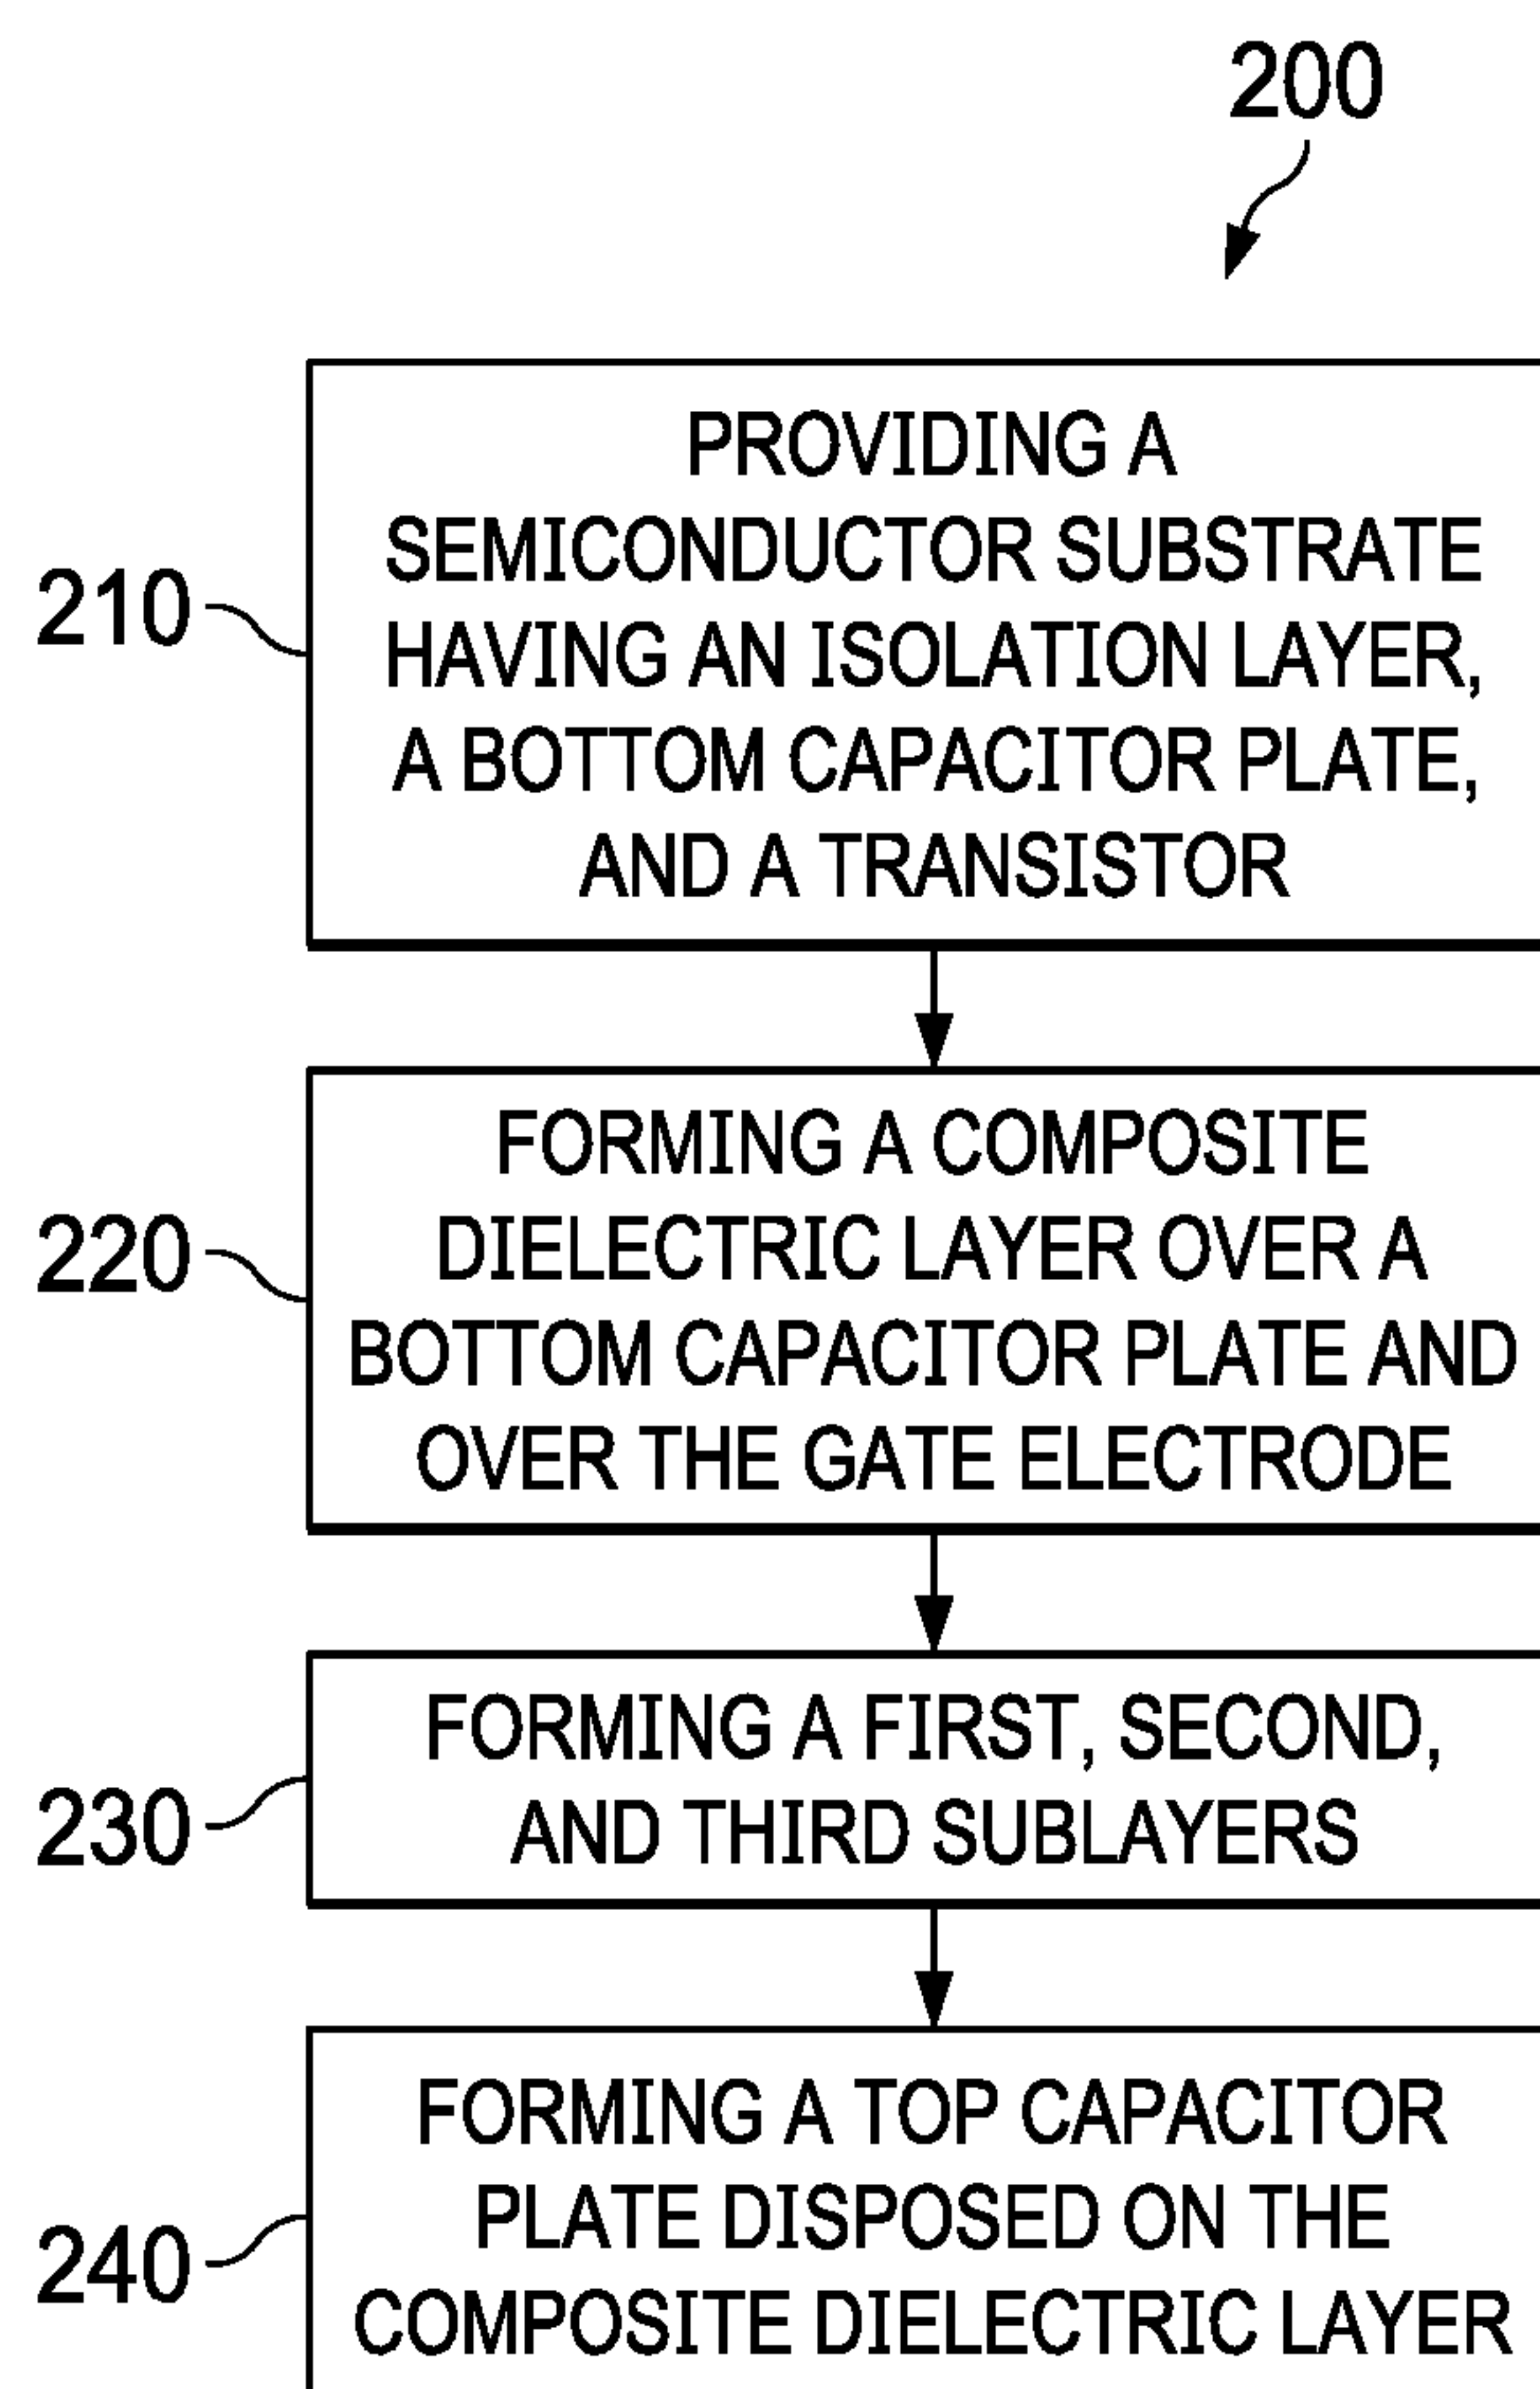 200
210
PROVIDING A
SEMICONDUCTOR SUBSTRATE
HAVING AN ISOLATION LAYER,
A BOTTOM CAPACITOR PLATE,
AND A TRANSISTOR
220
FORMING A COMPOSITE
DIELECTRIC LAYER OVER A
BOTTOM CAPACITOR PLATE AND
OVER THE GATE ELECTRODE
230
FORMING A FIRST, SECOND,
AND THIRD SUBLAYERS
240
FORMING A TOP CAPACITOR
PLATE DISPOSED ON THE
COMPOSITE DIELECTRIC LAYER